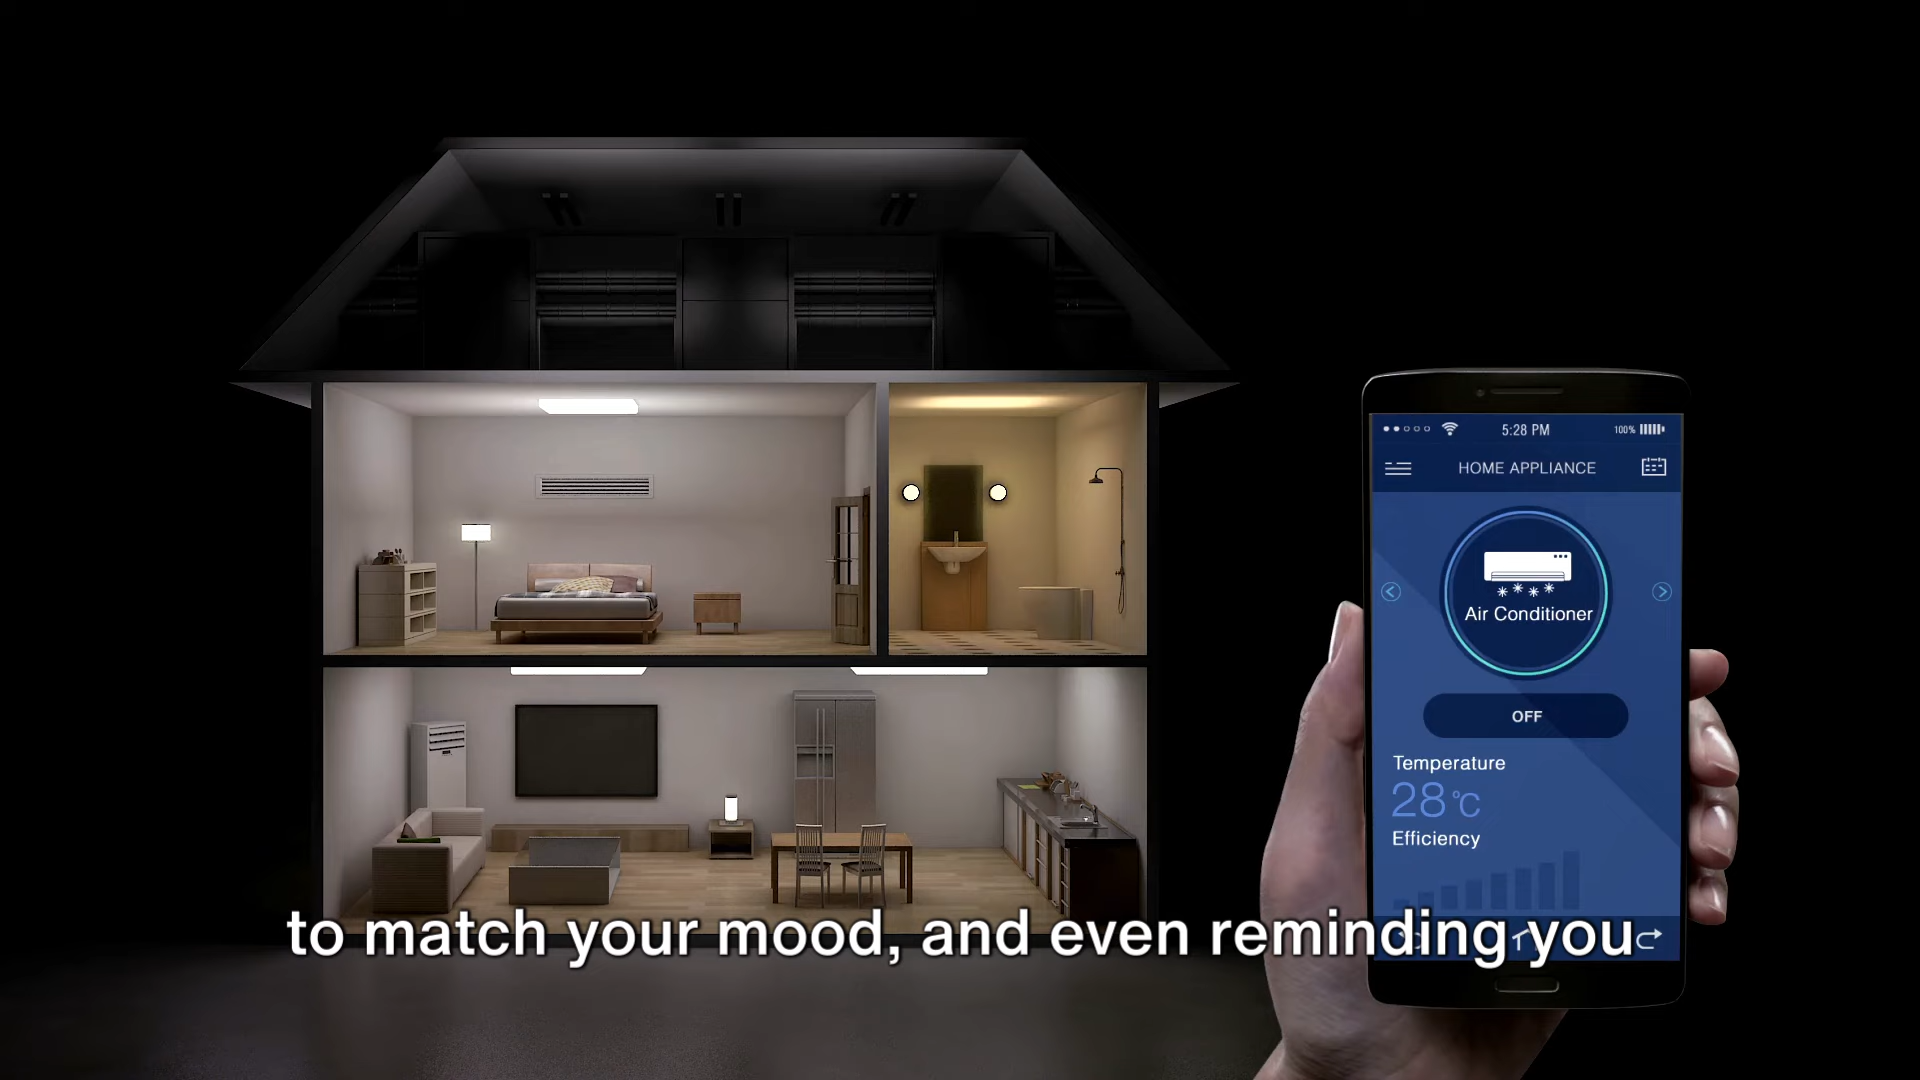 5:28 PM
100%
HOME APPLIANCE
Air Conditioner
OFF
Temperature
28°C
Efficiency
to match your mood, and even reminding you